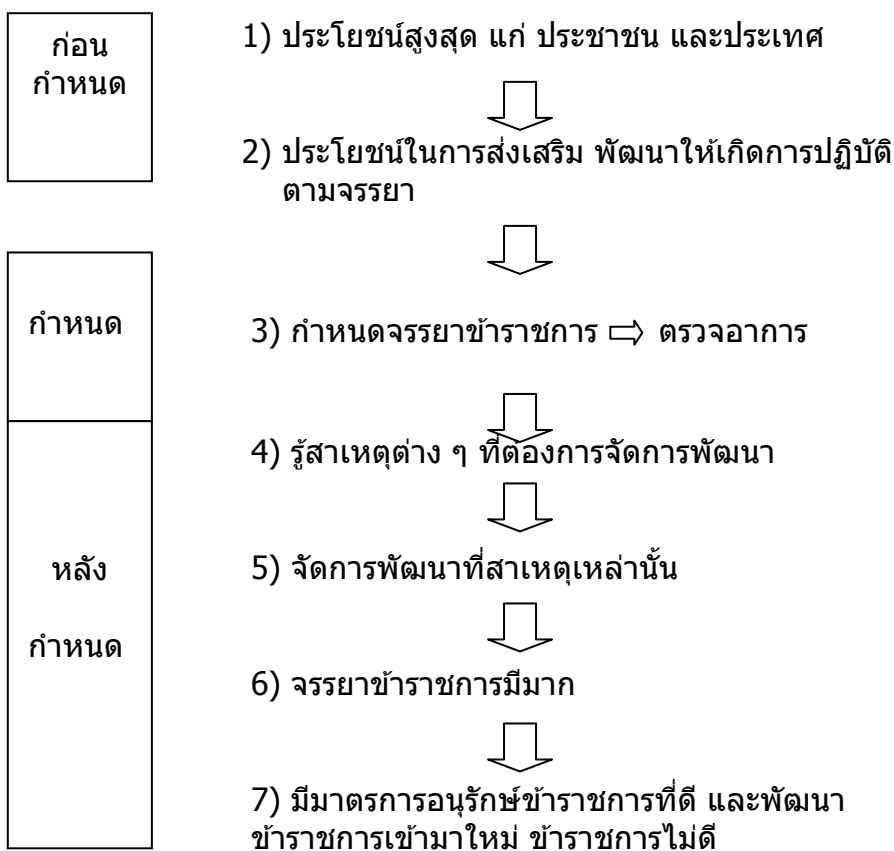 ก่อน
กำหนด
1) ประโยชน์สูงสุด แก่ ประชาชน และประเทศ
2) ประโยชน์ในการส่งเสริม พัฒนาให้เกิดการปฏิบัติ
ตามจรรยา
กำหนด
3) กำหนดจรรยาข้าราชการ ⇨ ตรวจอาการ
4) รู้สาเหตุต่าง ๆ ที่ต้องการจัดการพัฒนา
หลัง
กำหนด
5) จัดการพัฒนาที่สาเหตุเหล่านั้น
6) จรรยาข้าราชการมีมาก
7) มีมาตรการอนุรักษ์ข้าราชการที่ดี และพัฒนา
ข้าราชการเข้ามาใหม่ ข้าราชการไม่ดี